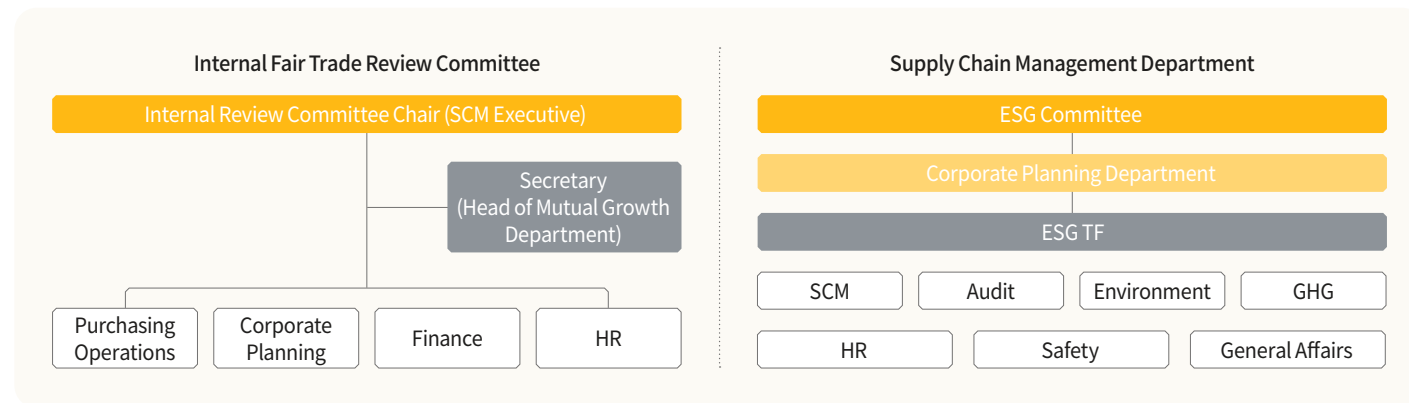 Internal Fair Trade Review Committee
Internal Review Committee Chair (SCM Executive)
Secretary
(Head of Mutual Growth
Department)
Purchasing
Operations
Corporate
Planning
Finance
HR
Supply Chain Management Department
ESG Committee
Corporate Planning Department
ESG TF
SCM
Audit
Environment
GHG
HR
Safety
General Affairs